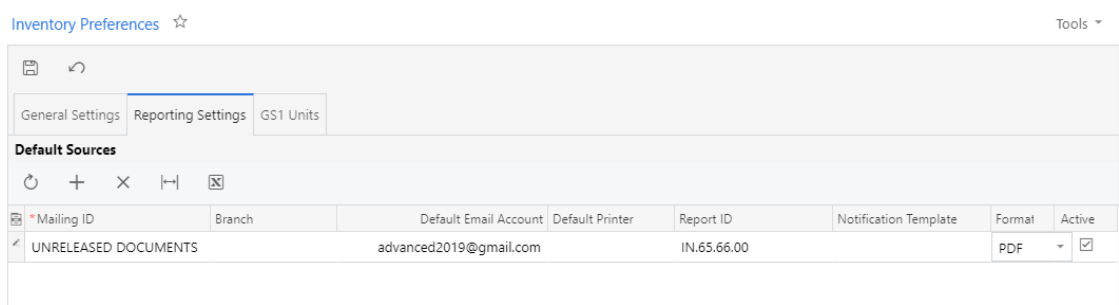 Inventory Preferences Tools
General Settings Reporting Settings GS1 Units
Default Sources
* Mailing ID Branch Default Email Account Default Printer Report ID Notification Template Format Active
UNRELEASED DOCUMENTS advanced2019@gmail.com IN.65.66.00 PDF